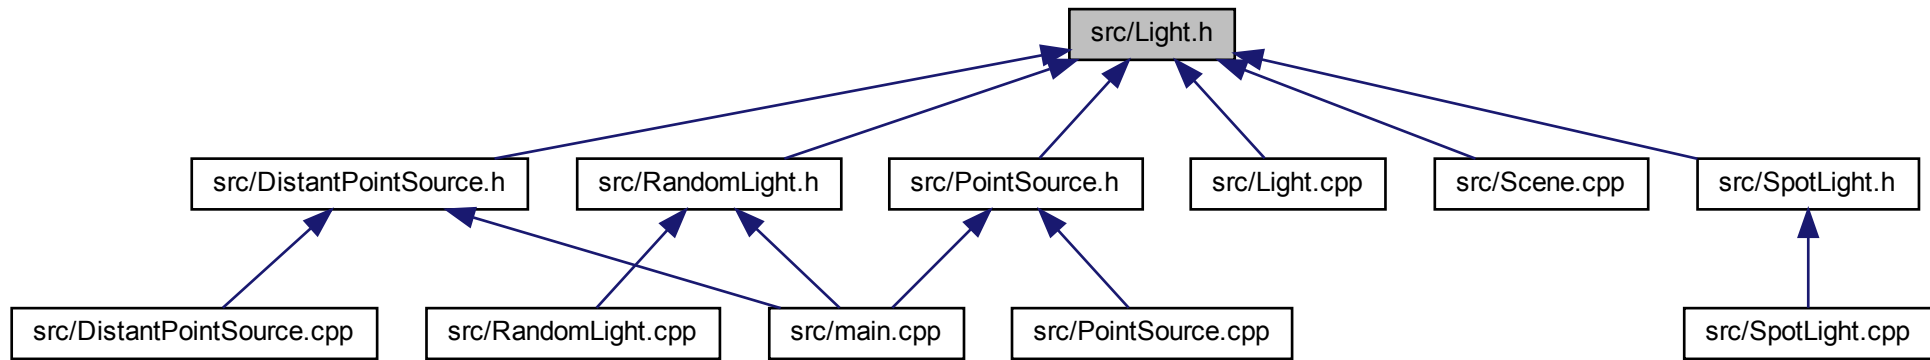 src/Light.h
src/DistantPointSource.h
src/RandomLight.h
src/PointSource.h
src/Light.cpp
src/Scene.cpp
src/SpotLight.h
src/DistantPointSource.cpp
src/RandomLight.cpp
src/main.cpp
src/PointSource.cpp
src/SpotLight.cpp